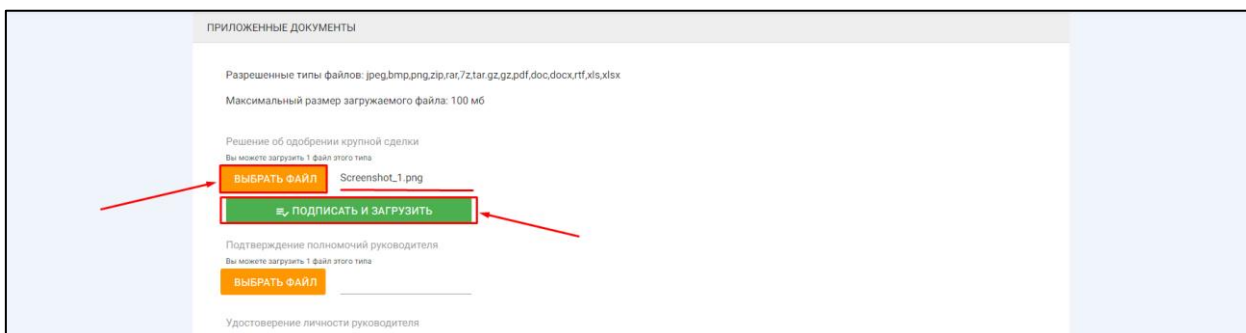 ПРИЛОЖЕННЫЕ ДОКУМЕНТЫ
Разрешенные типы файлов: jpeg,bmp,png,zip,rar,7z,tar.gz,gz,pdf,doc,docx,rtf,xls,xlsx
Максимальный размер загружаемого файла: 100 мб
Решение об одобрении крупной сделки
Вы можете загрузить 1 файл этого типа
ВЫБРАТЬ ФАЙЛ Screenshot_1.png
ПОДПИСАТЬ И ЗАГРУЗИТЬ
Подтверждение полномочий руководителя
Вы можете загрузить 1 файл этого типа
ВЫБРАТЬ ФАЙЛ
Удостоверение личности руководителя